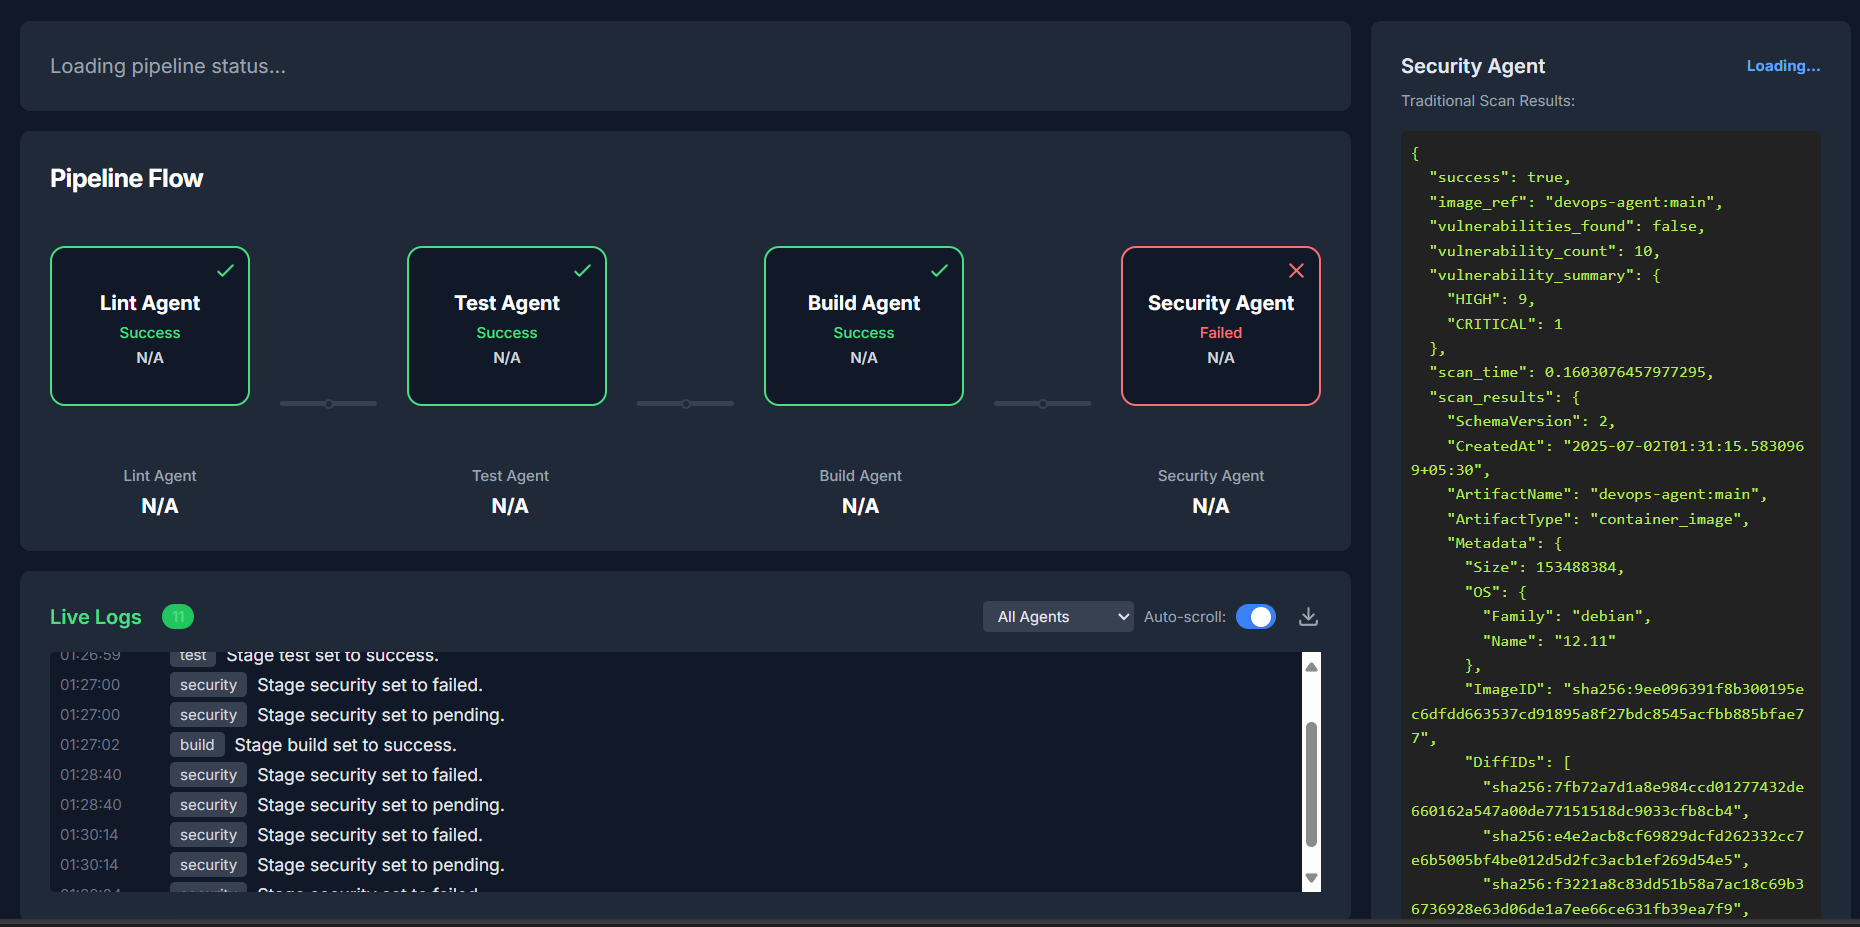 Loading pipeline status...
Pipeline Flow
Lint Agent
Success
N/A
Test Agent
Success
N/A
Build Agent
Success
N/A
Security Agent
Failed
N/A
Lint Agent
N/A
Test Agent
N/A
Build Agent
N/A
Security Agent
N/A
Live Logs 11
All Agents Auto-scroll:
01:26:59 test Stage test set to success.
01:27:00 security Stage security set to failed.
01:27:00 security Stage security set to pending.
01:27:02 build Stage build set to success.
01:28:40 security Stage security set to failed.
01:28:40 security Stage security set to pending.
01:30:14 security Stage security set to failed.
01:30:14 security Stage security set to pending.
security Stage security set to failed.
Security Agent Loading...
Traditional Scan Results:
{
"success": true,
"image_ref": "devops-agent:main",
"vulnerabilities_found": false,
"vulnerability_count": 10,
"vulnerability_summary": {
"HIGH": 9,
"CRITICAL": 1
},
"scan_time": 0.1603076457977295,
"scan_results": {
"SchemaVersion": 2,
"CreatedAt": "2025-07-02T01:31:15.583096
9+05:30",
"ArtifactName": "devops-agent:main",
"ArtifactType": "container_image",
"Metadata": {
"Size": 153488384,
"OS": {
"Family": "debian",
"Name": "12.11"
},
"ImageID": "sha256:9ee096391f8b300195e
c6dfdd663537cd91895a8f27bdc8545acfbb885bfae7
7",
"DiffIDs": [
"sha256:7fb72a7d1a8e984ccd01277432de
660162a547a00de77151518dc9033cfb8cb4",
"sha256:e4e2acb8cf69829dcfd262332cc7
e6b5005bf4be012d5d2fc3acb1ef269d54e5",
"sha256:f3221a8c83dd51b58a7ac18c69b3
6736928e63d06de1a7ee66ce631fb39ea7f9",